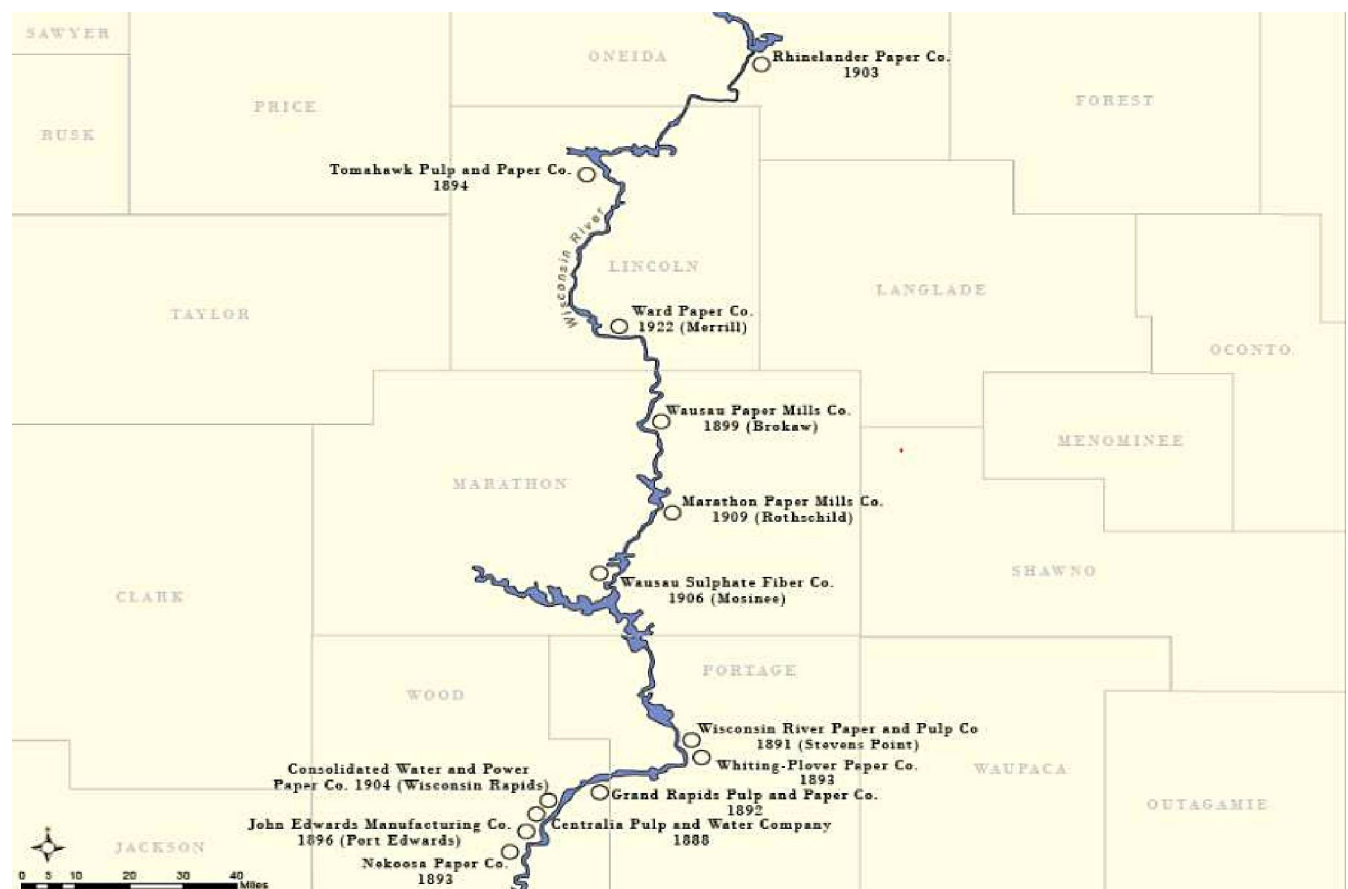 SAWYER
ONEIDA
Rhinelander Paper Co.
1903
PRICE
FOREST
RUSK
Tomahawk Pulp and Paper Co.
1894
Wisconsin River
LINCOLN
LANGLADE
TAYLOR
Ward Paper Co.
1922 (Merrill)
OCONTO
Wausau Paper Mills Co.
1899 (Brokaw)
MENOMINEE
MARATHON
Marathon Paper Mills Co.
1909 (Rothschild)
SHAWNO
Wausau Sulphate Fiber Co.
1906 (Mosinee)
CLARK
PORTAGE
WOOD
Wisconsin River Paper and Pulp Co
1891 (Stevens Point)
Whiting-Plover Paper Co.
1893
WAUPACA
Consolidated Water and Power
Paper Co. 1904 (Wisconsin Rapids)
Grand Rapids Pulp and Paper Co.
1892
OUTAGAMIE
John Edwards Manufacturing Co.
1896 (Port Edwards)
Centralia Pulp and Water Company
1888
JACKSON
Nekoosa Paper Co.
1893
0 5 10 20 30 40
Miles